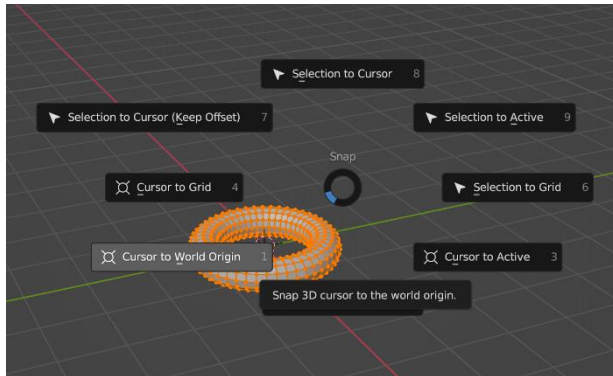 Selection to Cursor 8
Selection to Cursor (Keep Offset) 7
Selection to Active 9
Snap
Cursor to Grid 4
Selection to Grid 6
Cursor to World Origin 1
Cursor to Active 3
Snap 3D cursor to the world origin.